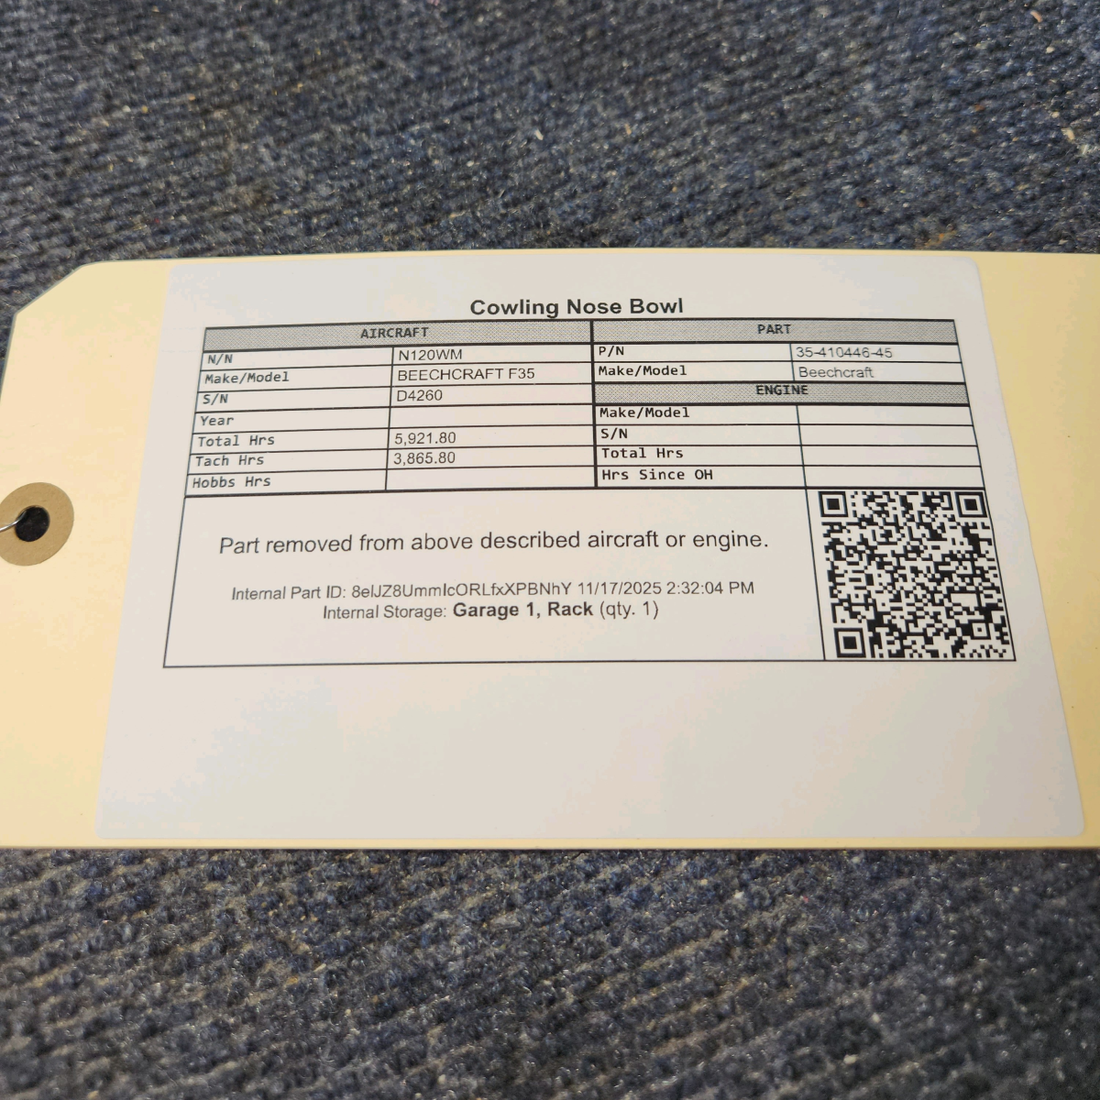 Cowling Nose Bowl
AIRCRAFT PART
N/N N120WM P/N 35-410446-45
Make/Model BEECHCRAFT F35 Make/Model Beechcraft
S/N D4260 ENGINE
Year Make/Model
Total Hrs 5,921.80 S/N
Tach Hrs 3,865.80 Total Hrs
Hobbs Hrs Hrs Since OH
Part removed from above described aircraft or engine.
Internal Part ID: 8elJZ8UmmIcORLfxXPBNhY 11/17/2025 2:32:04 PM
Internal Storage: Garage 1, Rack (qty. 1)